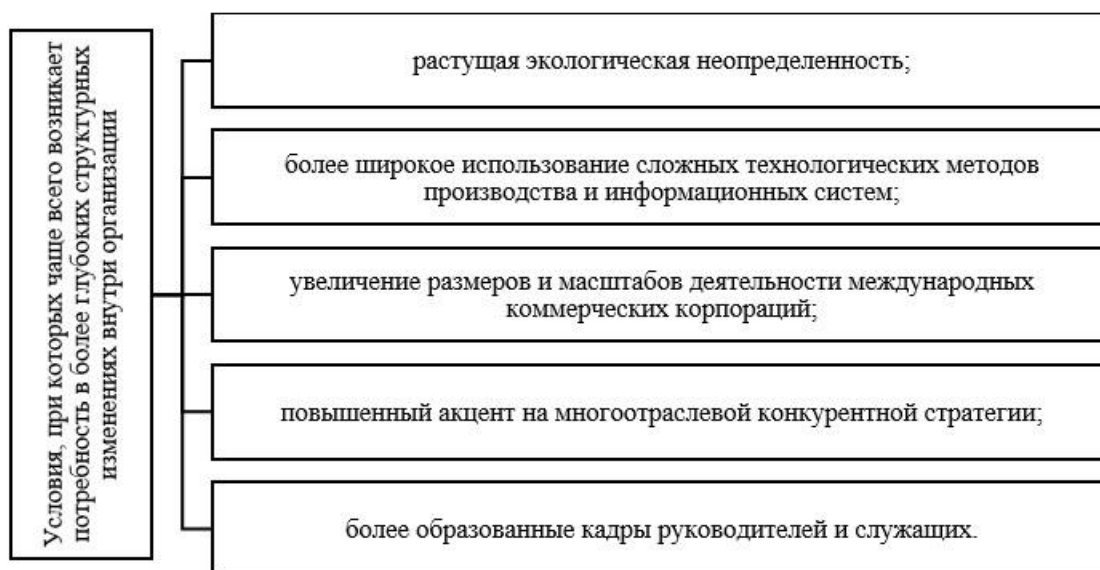 Условия, при которых чаще всего возникает
потребность в более глубоких структурных
изменениях внутри организации
растущая экологическая неопределенность;
более широкое использование сложных технологических методов
производства и информационных систем;
увеличение размеров и масштабов деятельности международных
коммерческих корпораций;
повышенный акцент на многоотраслевой конкурентной стратегии;
более образованные кадры руководителей и служащих.